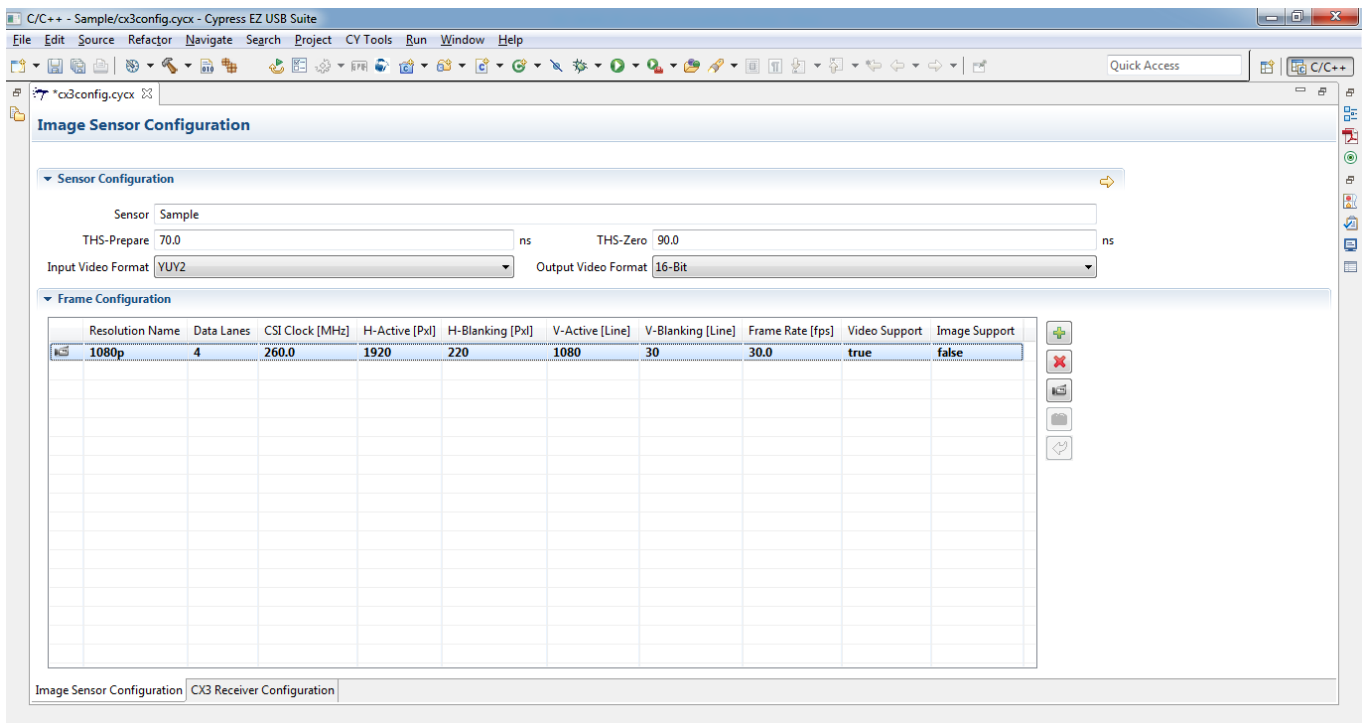 C/C++ - Sample/cx3config.cycx - Cypress EZ USB Suite
File Edit Source Refactor Navigate Search Project CY Tools Run Window Help
Quick Access C/C++
*cx3config.cycx
Image Sensor Configuration
Sensor Configuration
Sensor Sample
THS-Prepare 70.0 ns THS-Zero 90.0 ns
Input Video Format YUY2 Output Video Format 16-Bit
Frame Configuration
Resolution Name Data Lanes CSI Clock [MHz] H-Active [Pxl] H-Blanking [Pxl] V-Active [Line] V-Blanking [Line] Frame Rate [fps] Video Support Image Support
1080p 4 260.0 1920 220 1080 30 30.0 true false
Image Sensor Configuration CX3 Receiver Configuration